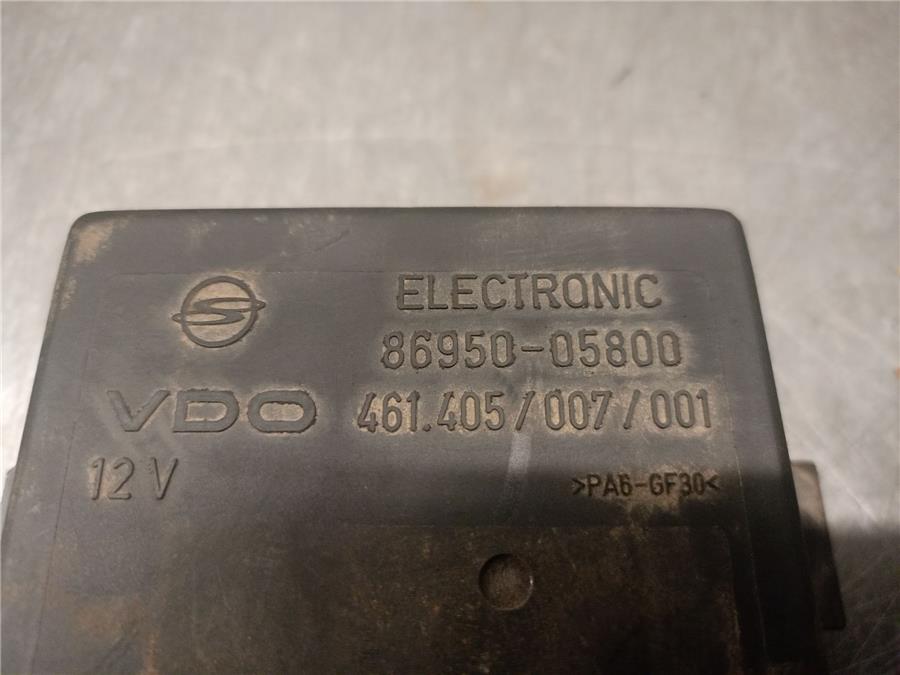 ELECTRONIC
86950-05800
VDO 461.405/007/001
12 V >PA6-GF30<